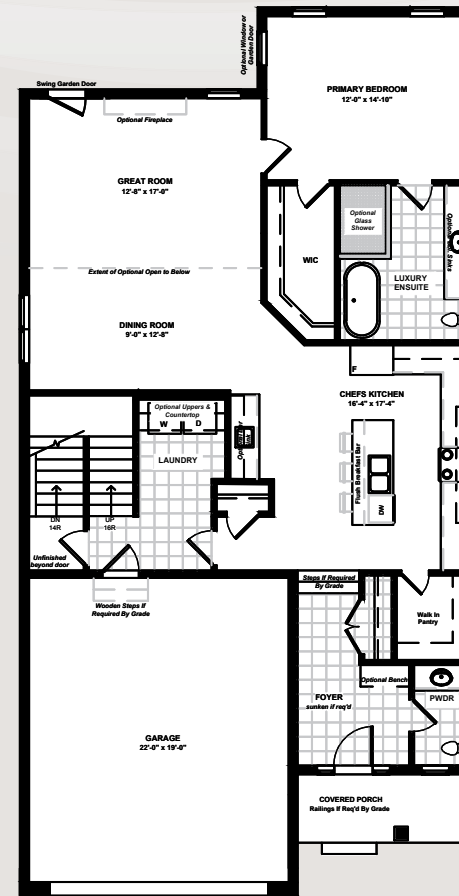 Optional Window or
Garden Door
PRIMARY BEDROOM
12'-0" x 14'-10"
Swing Garden Door
Optional Fireplace
GREAT ROOM
12'-8" x 17'-0"
Optional
Glass
Shower
WIC
LUXURY
ENSUITE
Extent of Optional Open to Below
DINING ROOM
9'-0" x 12'-8"
F
CHEFS KITCHEN
16'-4" x 17'-4"
Optional Uppers &
Countertop
W D
LAUNDRY
Flush Breakfast Bar
DW
DN
14R
UP
16R
Unfinished
beyond door
Wooden Steps If
Required By Grade
Steps If Required
By Grade
Walk In
Pantry
Optional Bench
PWDR
FOYER
sunken if req'd
GARAGE
22'-0" x 19'-0"
COVERED PORCH
Railings If Req'd By Grade